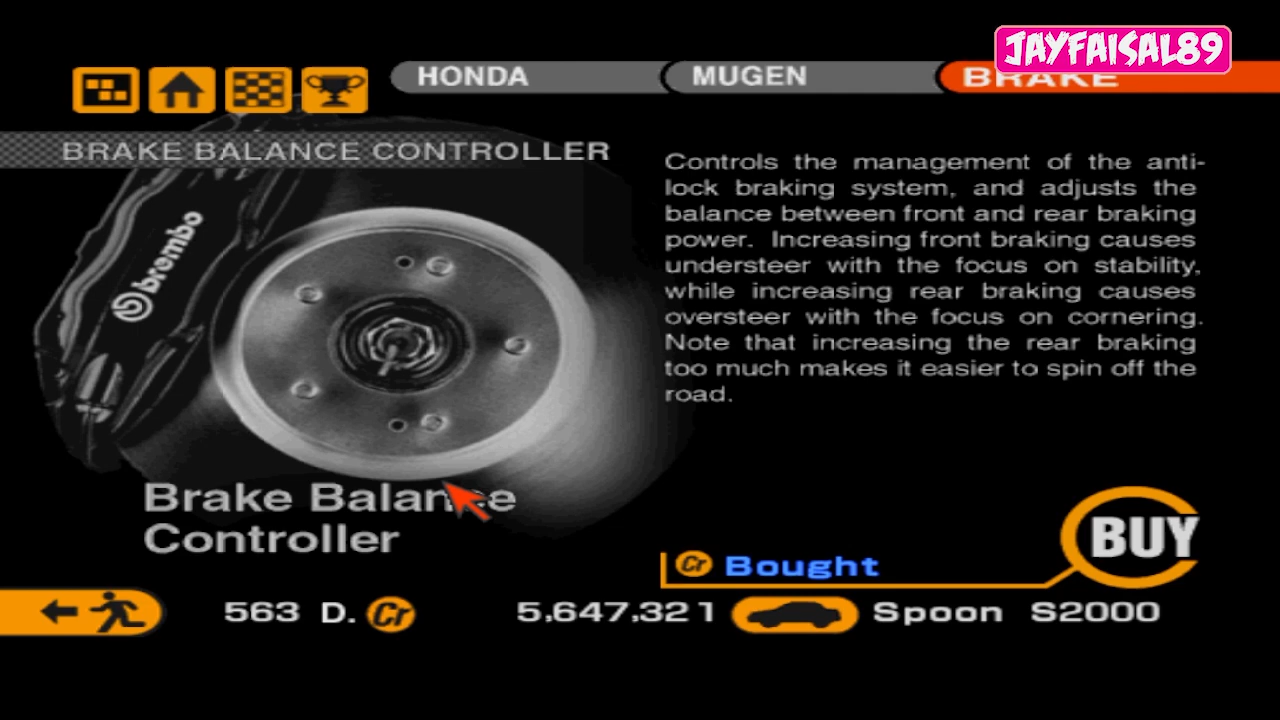 JAYFAISAL89
HONDA
MUGEN
BRAKE
BRAKE BALANCE CONTROLLER
brembo
Controls the management of the anti-
lock braking system, and adjusts the
balance between front and rear braking
power. Increasing front braking causes
understeer with the focus on stability,
while increasing rear braking causes
oversteer with the focus on cornering.
Note that increasing the rear braking
too much makes it easier to spin off the
road.
Brake Balance
Controller
BUY
Cr Bought
563 D. Cr 5,647,321 Spoon S2000